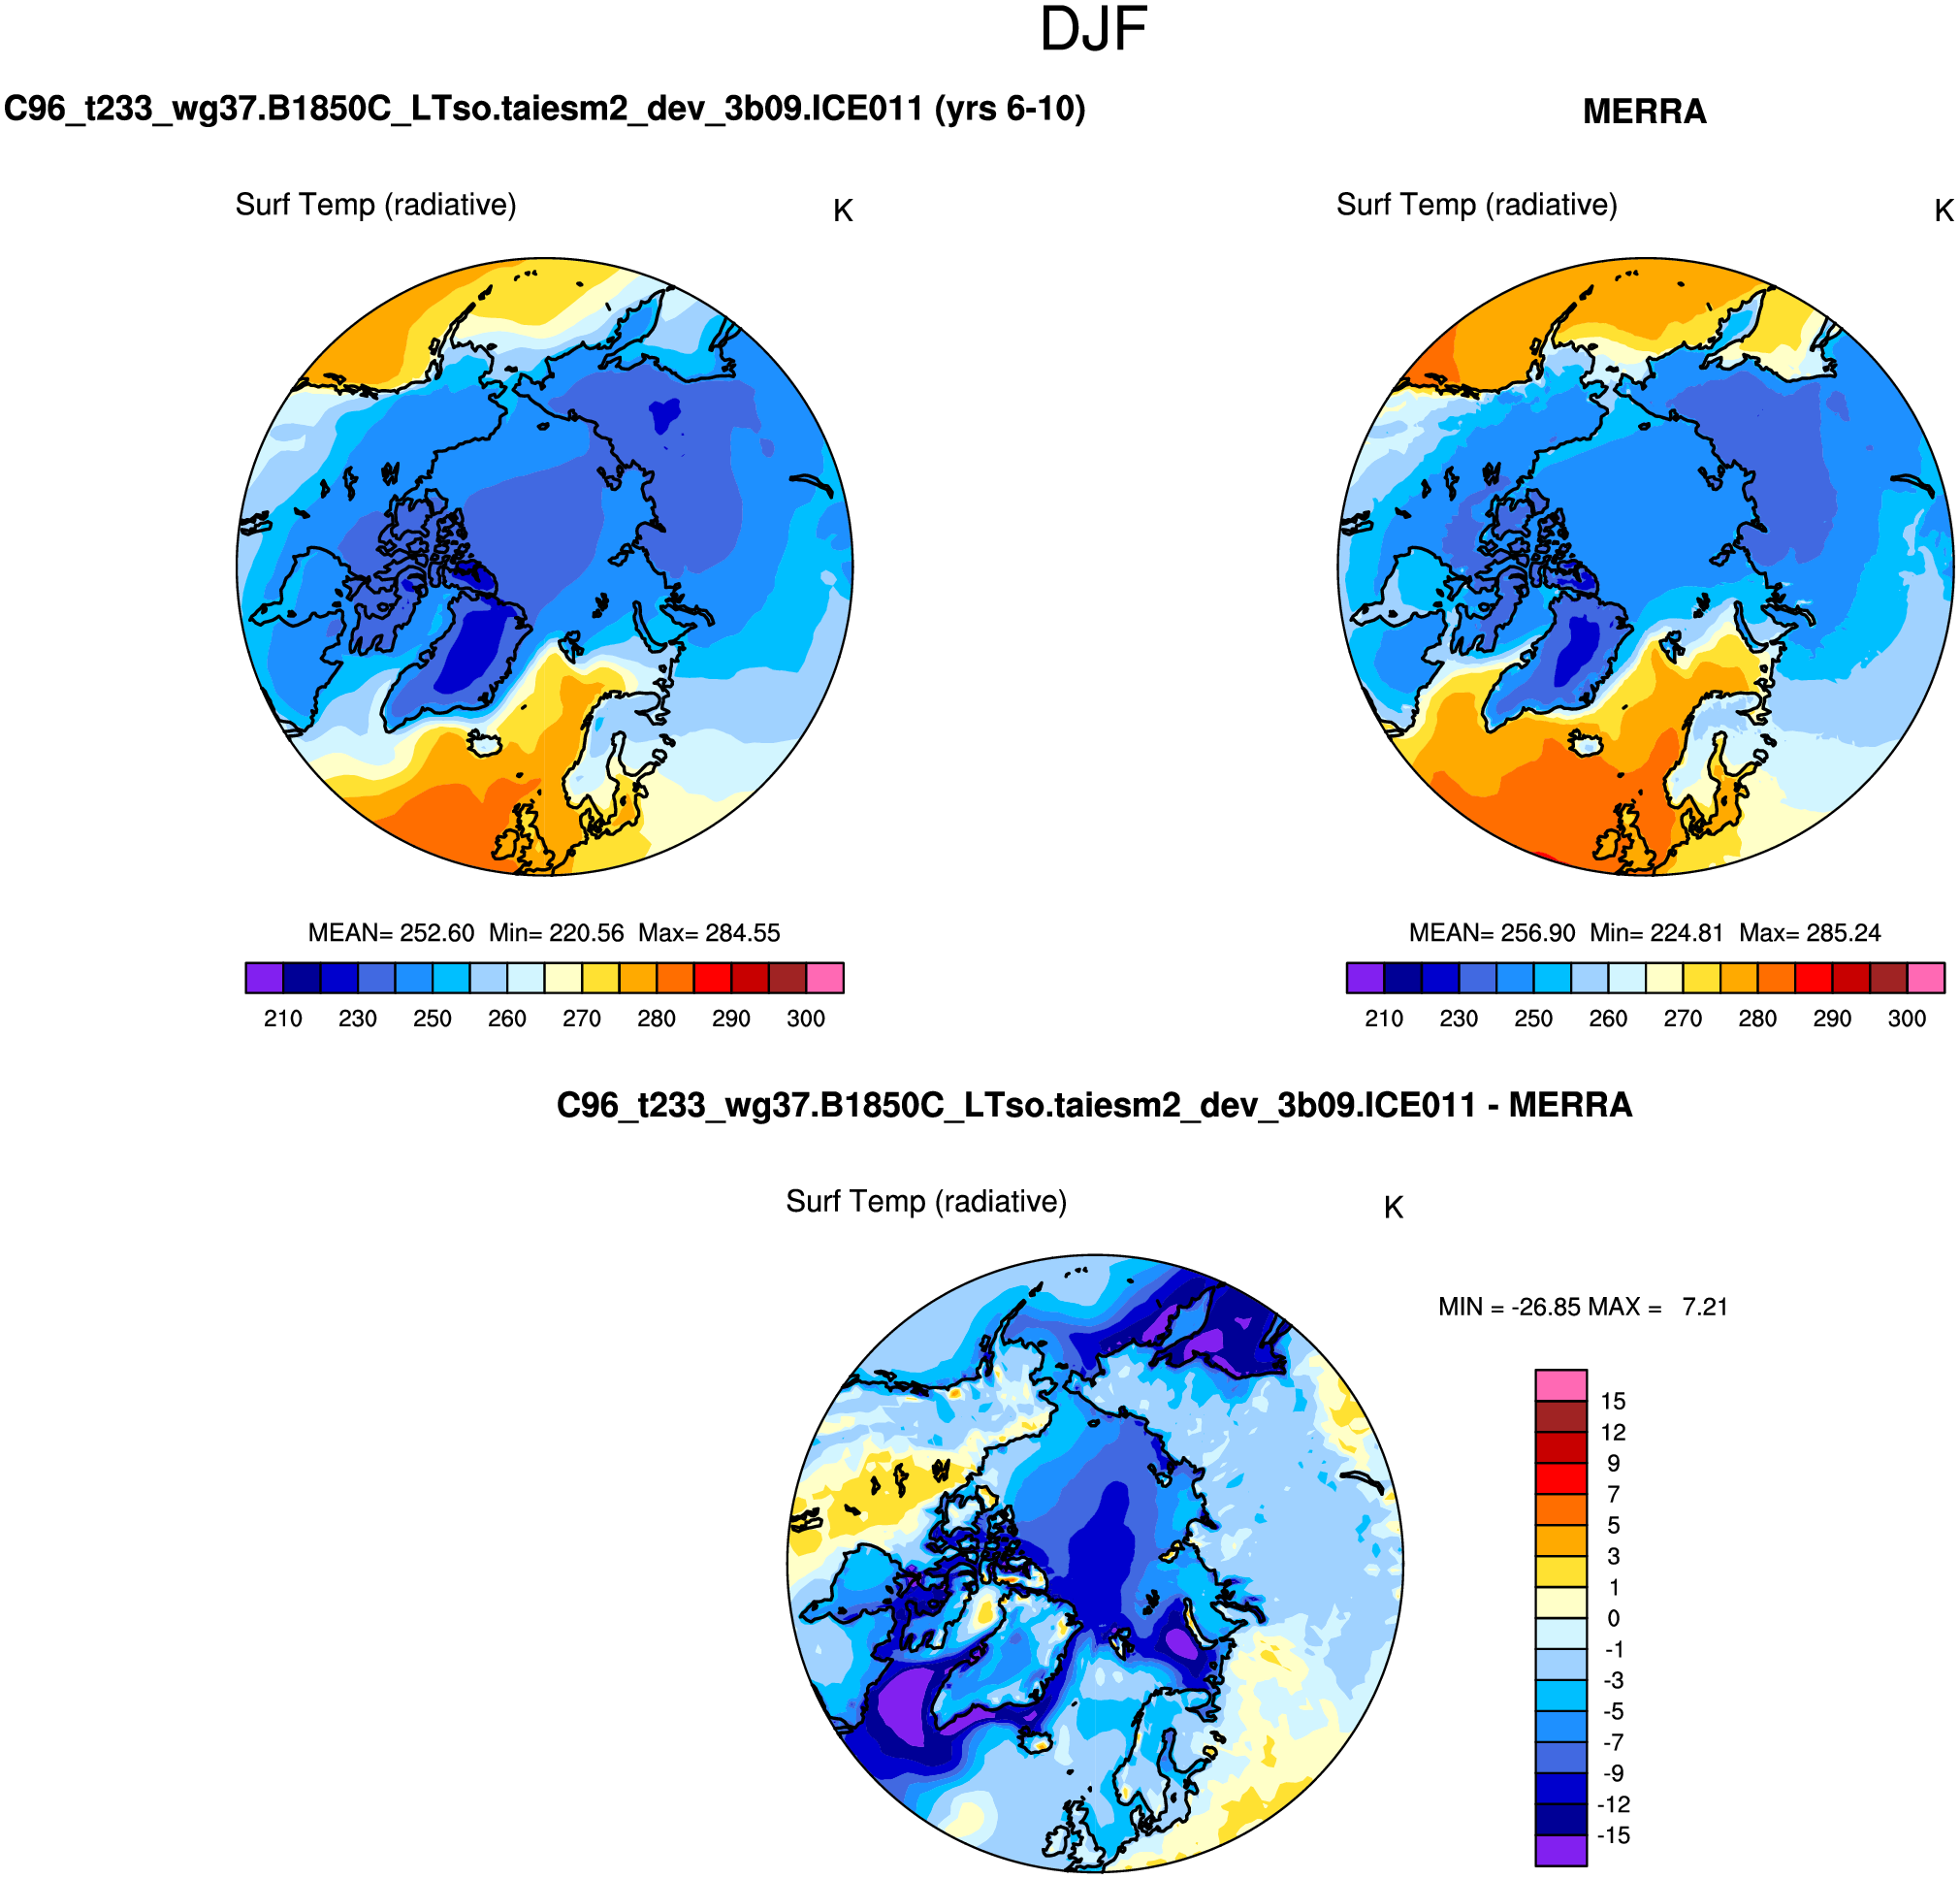 DJF
C96_t233_wg37.B1850C_LTso.taiesm2_dev_3b09.ICE011 (yrs 6-10)
MERRA
Surf Temp (radiative) K
Surf Temp (radiative) K
MEAN= 252.60 Min= 220.56 Max= 284.55
MEAN= 256.90 Min= 224.81 Max= 285.24
210 230 250 260 270 280 290 300
210 230 250 260 270 280 290 300
C96_t233_wg37.B1850C_LTso.taiesm2_dev_3b09.ICE011 - MERRA
Surf Temp (radiative) K
MIN = -26.85 MAX = 7.21
15
12
9
7
5
3
1
0
-1
-3
-5
-7
-9
-12
-15